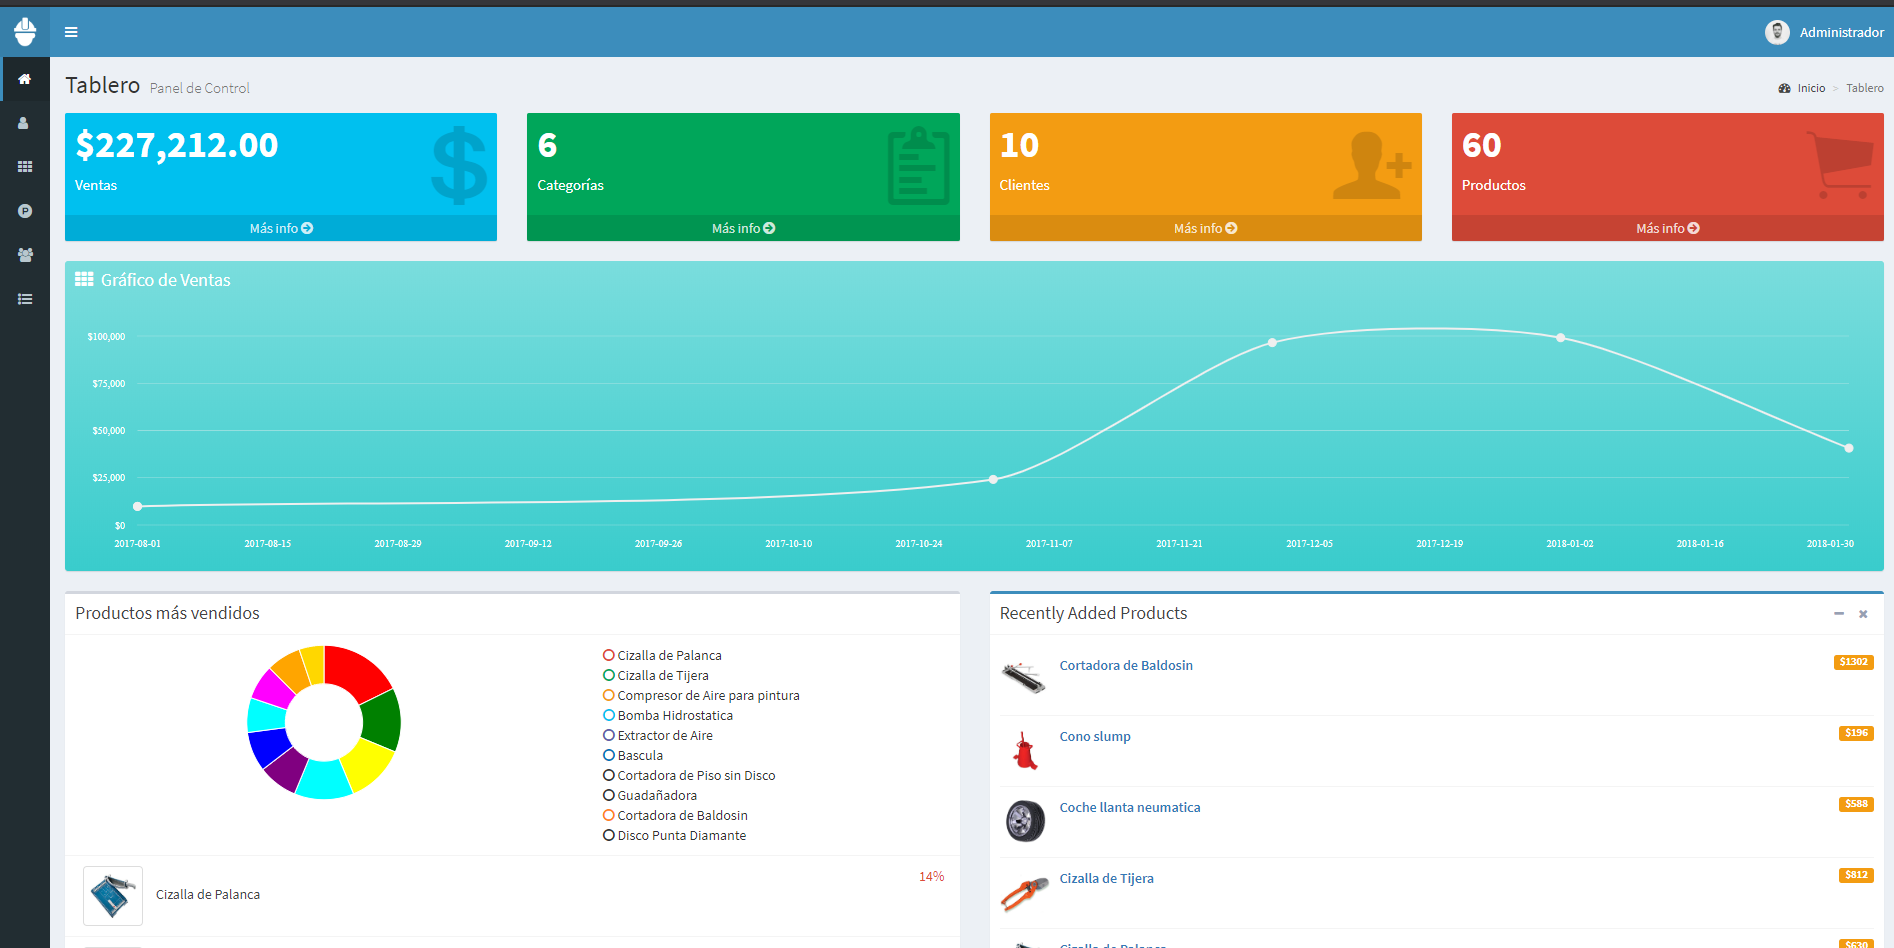 Administrador
Tablero Panel de Control
Inicio > Tablero
$227,212.00
Ventas
Más info
6
Categorías
Más info
10
Clientes
Más info
60
Productos
Más info
Gráfico de Ventas
$100,000
$75,000
$50,000
$25,000
$0
2017-08-01 2017-08-15 2017-08-29 2017-09-12 2017-09-26 2017-10-10 2017-10-24 2017-11-07 2017-11-21 2017-12-05 2017-12-19 2018-01-02 2018-01-16 2018-01-30
Productos más vendidos
Cizalla de Palanca
Cizalla de Tijera
Compresor de Aire para pintura
Bomba Hidrostatica
Extractor de Aire
Bascula
Cortadora de Piso sin Disco
Guadañadora
Cortadora de Baldosin
Disco Punta Diamante
Cizalla de Palanca 14%
Recently Added Products
Cortadora de Baldosin $1302
Cono slump $196
Coche llanta neumatica $588
Cizalla de Tijera $812
Cizalla de Palanca $630